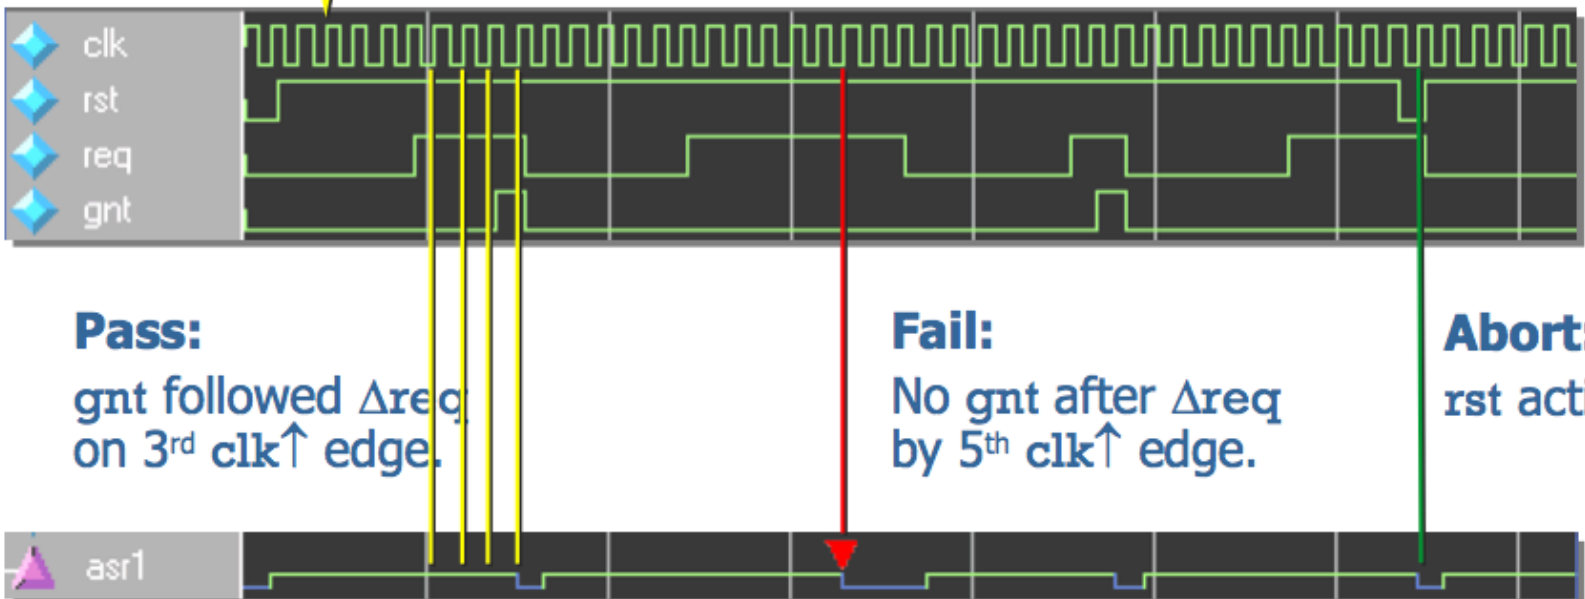 clk
rst
req
gnt
Pass:
gnt followed Δreq
on 3rd clk↑ edge.
Fail:
No gnt after Δreq
by 5th clk↑ edge.
Abort:
rst acti
asr1